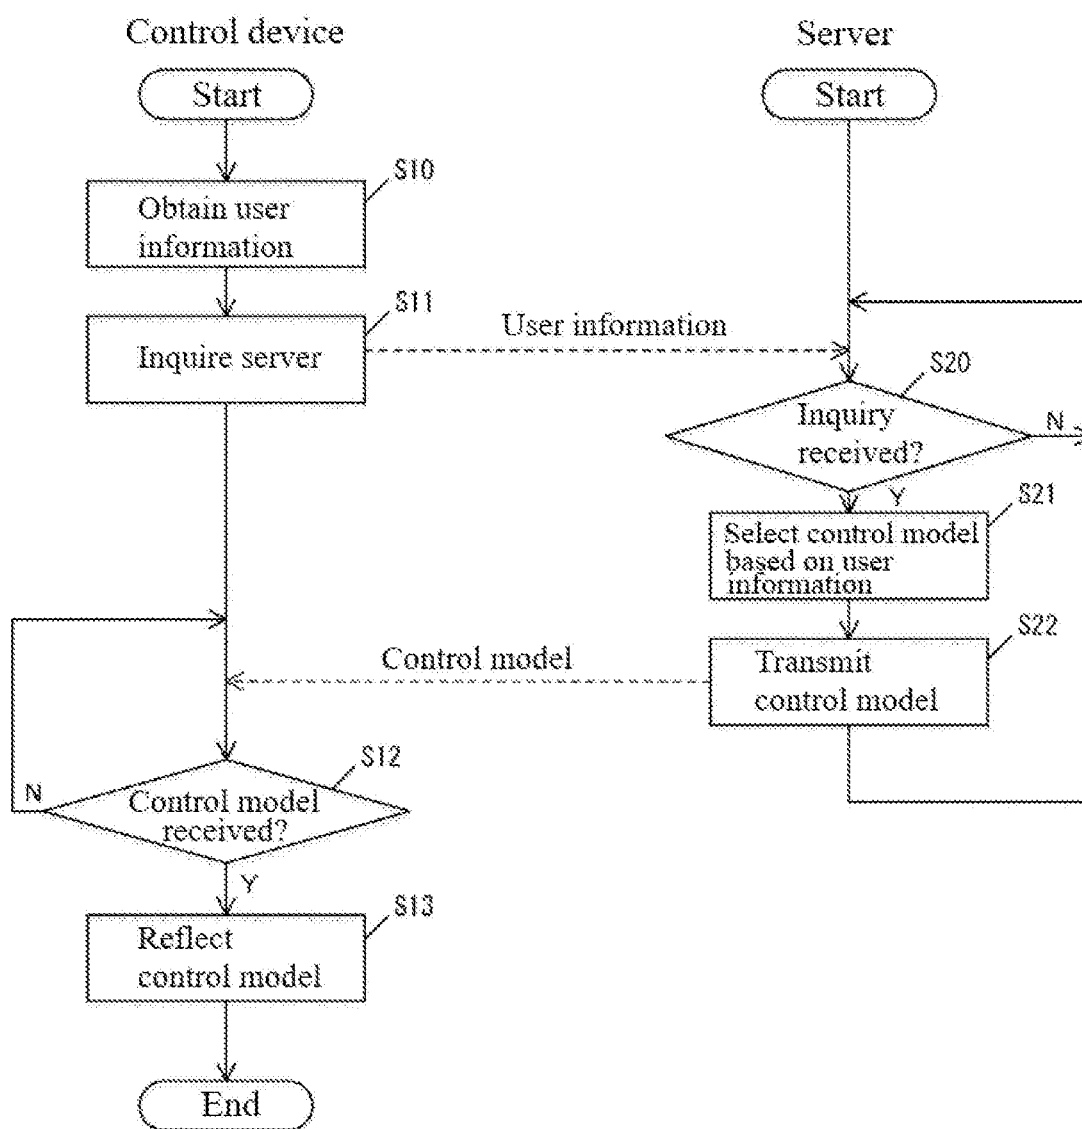 Control device
Start
S10
Obtain user
information
S11
Inquire server
User information
S12
N
Control model
received?
Y
S13
Reflect
control model
End
Server
Start
S20
Inquiry
received?
N
Y
S21
Select control model
based on user
information
S22
Transmit
control model
Control model